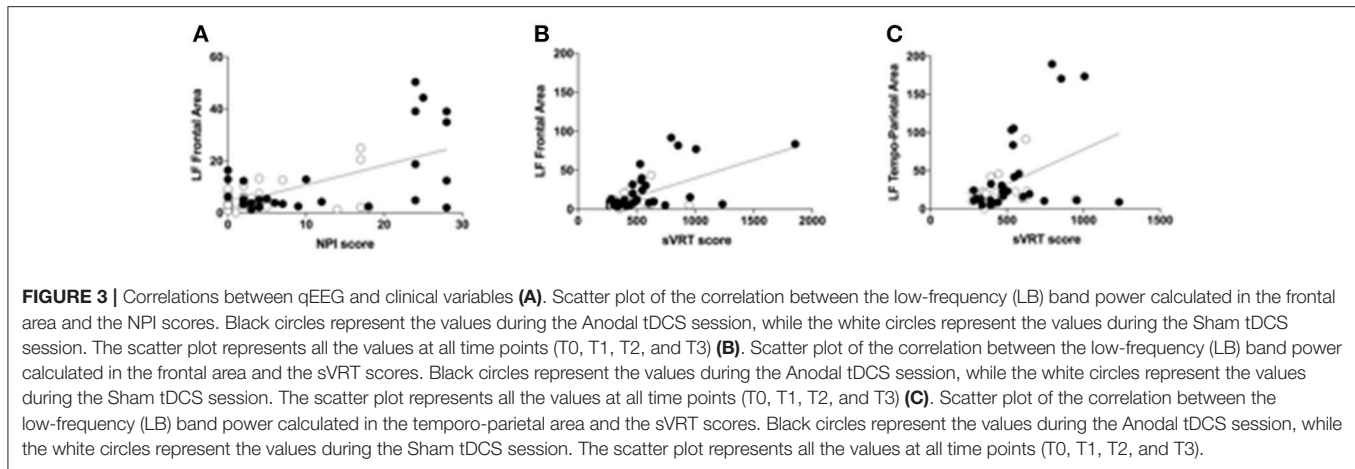 A
B
C
60
40
20
0
LF Frontal Area
0
10
20
30
NPI score
200
150
100
50
0
LF Frontal Area
0
500
1000
1500
2000
sVRT score
200
150
100
50
0
LF Tempo-Parietal Area
0
500
1000
1500
sVRT score
FIGURE 3 | Correlations between qEEG and clinical variables (A). Scatter plot of the correlation between the low-frequency (LB) band power calculated in the frontal
area and the NPI scores. Black circles represent the values during the Anodal tDCS session, while the white circles represent the values during the Sham tDCS
session. The scatter plot represents all the values at all time points (T0, T1, T2, and T3) (B). Scatter plot of the correlation between the low-frequency (LB) band power
calculated in the frontal area and the sVRT scores. Black circles represent the values during the Anodal tDCS session, while the white circles represent the values
during the Sham tDCS session. The scatter plot represents all the values at all time points (T0, T1, T2, and T3) (C). Scatter plot of the correlation between the
low-frequency (LB) band power calculated in the temporo-parietal area and the sVRT scores. Black circles represent the values during the Anodal tDCS session, while
the white circles represent the values during the Sham tDCS session. The scatter plot represents all the values at all time points (T0, T1, T2, and T3).